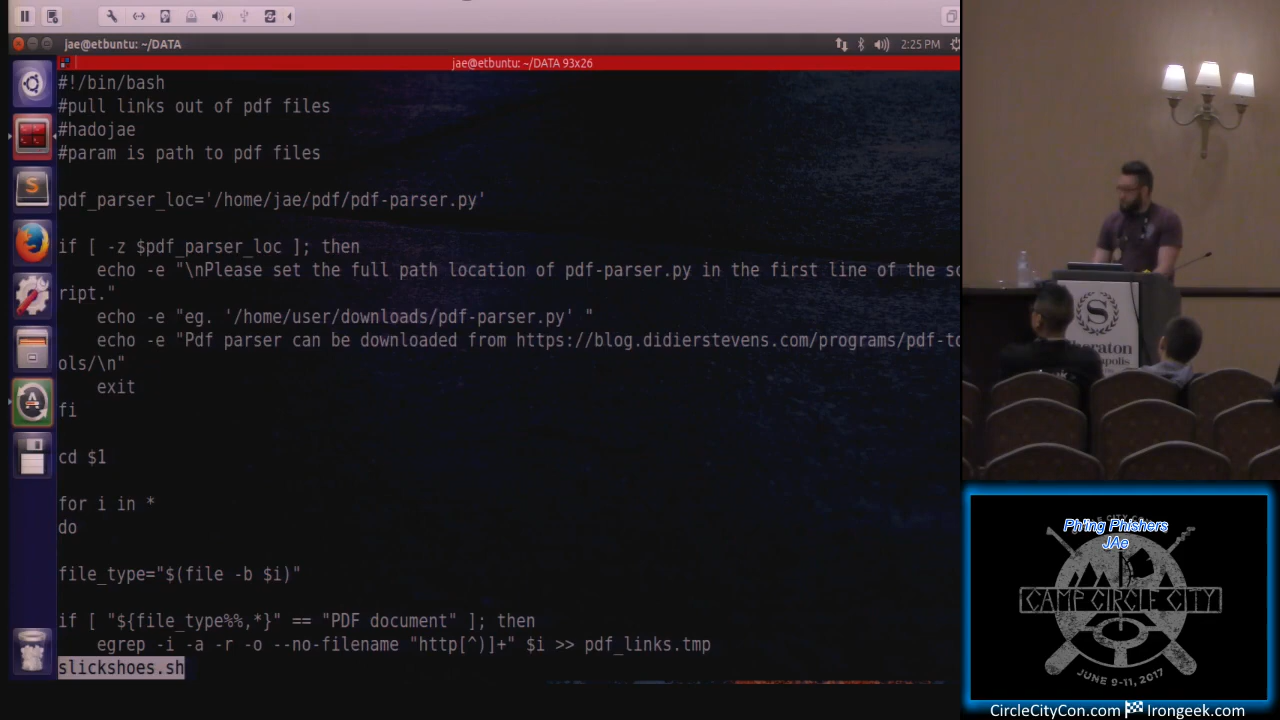 jae@etbuntu: ~/DATA
2:25 PM
jae@etbuntu: ~/DATA 93x26
#!/bin/bash
#pull links out of pdf files
#hadojae
#param is path to pdf files
pdf_parser_loc='/home/jae/pdf/pdf-parser.py'
if [ -z $pdf_parser_loc ]; then
echo -e "\nPlease set the full path location of pdf-parser.py in the first line of the sc
ript."
echo -e "eg. '/home/user/downloads/pdf-parser.py' "
echo -e "Pdf parser can be downloaded from https://blog.didierstevens.com/programs/pdf-to
ols/\n"
exit
fi
cd $1
for i in *
do
file_type="$(file -b $i)"
if [ "${file_type%%,*}" == "PDF document" ]; then
egrep -i -a -r -o --no-filename "http[^)]+" $i >> pdf_links.tmp
slickshoes.sh
S
Ph'ing Phishers
JAe
CAMP CIRCLE CITY
JUNE 9-11, 2017
CircleCityCon.com Irongeek.com